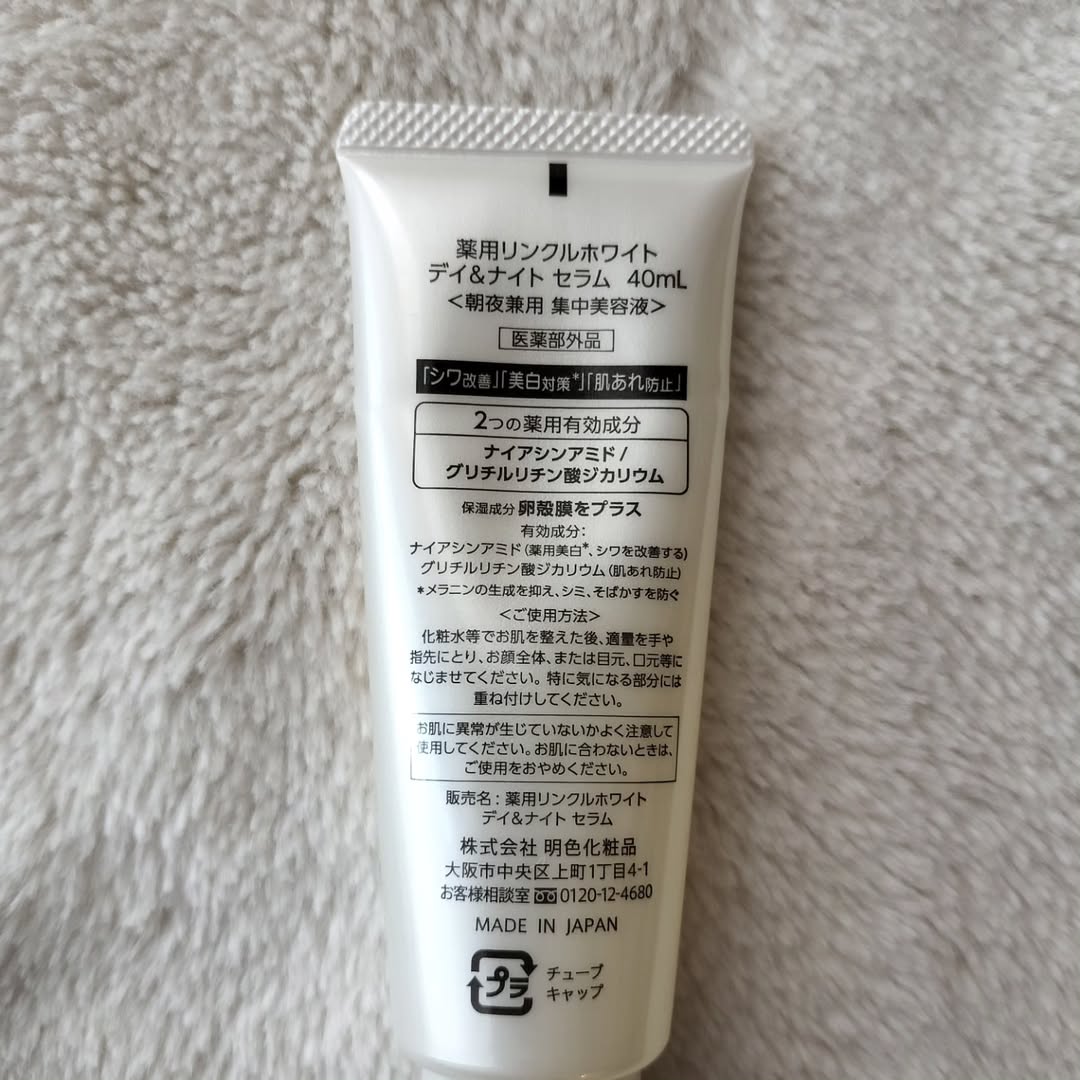 薬用リンクルホワイト
デイ&ナイト セラム 40mL
<朝夜兼用 集中美容液>
医薬部外品
「シワ改善」「美白対策*」「肌あれ防止」
2つの薬用有効成分
ナイアシンアミド/
グリチルリチン酸ジカリウム
保湿成分 卵殻膜をプラス
有効成分:
ナイアシンアミド(薬用美白*、シワを改善する)
グリチルリチン酸ジカリウム(肌あれ防止)
*メラニンの生成を抑え、シミ、そばかすを防ぐ
<ご使用方法>
化粧水等でお肌を整えた後、適量を手や
指先にとり、お顔全体、または目元、口元等に
なじませてください。特に気になる部分には
重ね付けしてください。
お肌に異常が生じていないかよく注意して
使用してください。お肌に合わないときは、
ご使用をおやめください。
販売名:薬用リンクルホワイト
デイ&ナイト セラム
株式会社 明色化粧品
大阪市中央区上町1丁目4-1
お客様相談室 0120-12-4680
MADE IN JAPAN
プラ
チューブ
キャップ